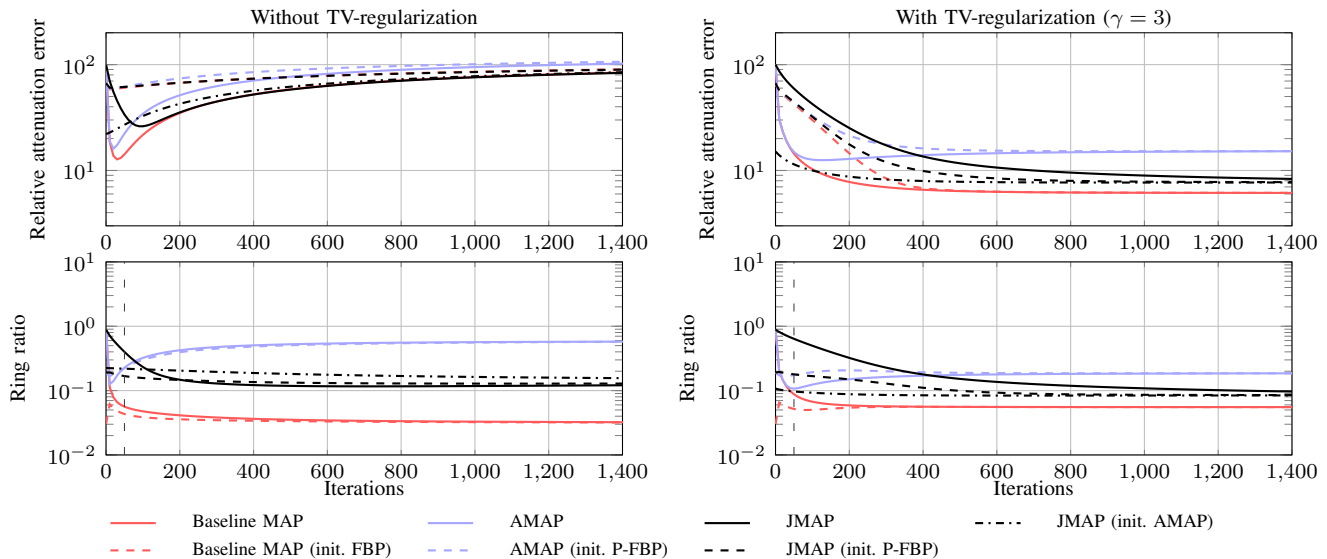 Without TV-regularization
With TV-regularization (γ = 3)
Relative attenuation error
10^2
10^1
0 200 400 600 800 1,000 1,200 1,400
Relative attenuation error
10^2
10^1
0 200 400 600 800 1,000 1,200 1,400
Ring ratio
10^1
10^0
10^−1
10^−2
0 200 400 600 800 1,000 1,200 1,400
Iterations
Ring ratio
10^1
10^0
10^−1
10^−2
0 200 400 600 800 1,000 1,200 1,400
Iterations
Baseline MAP AMAP JMAP JMAP (init. AMAP)
Baseline MAP (init. FBP) AMAP (init. P-FBP) JMAP (init. P-FBP)